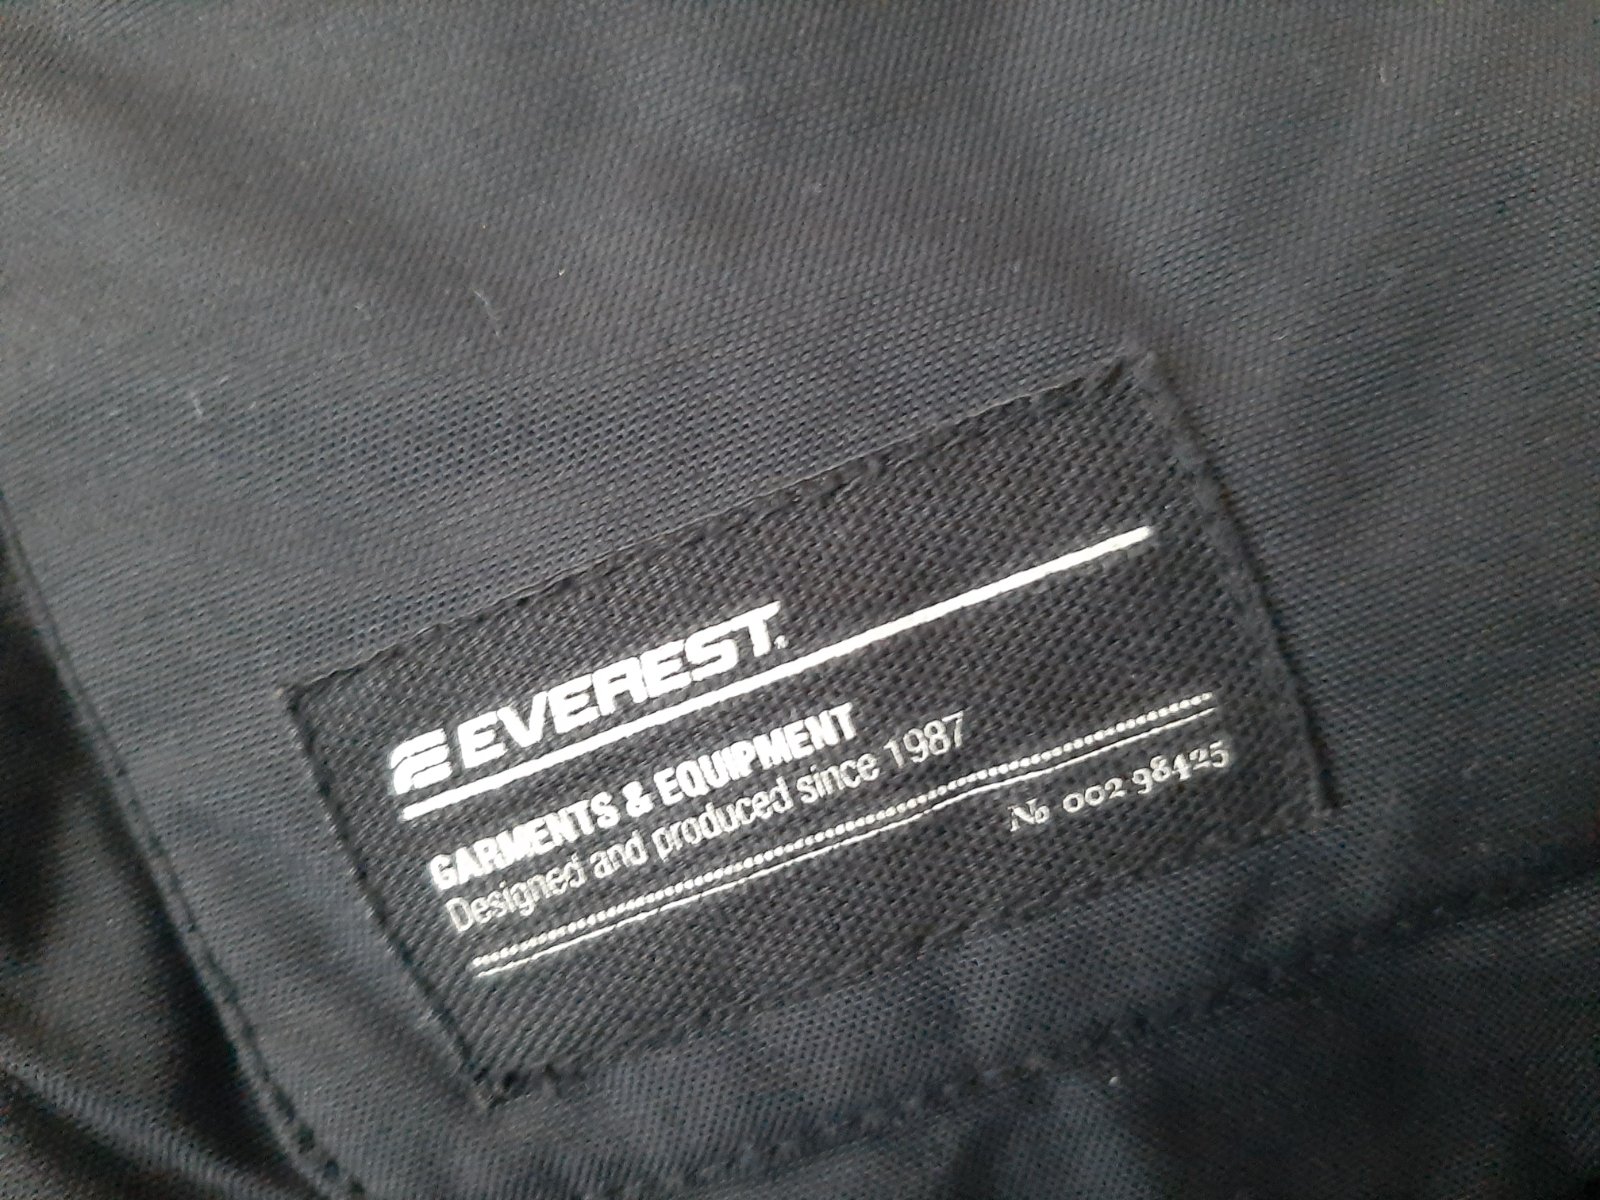 EVEREST.
GARMENTS & EQUIPMENT
Designed and produced since 1987
No 002 98425